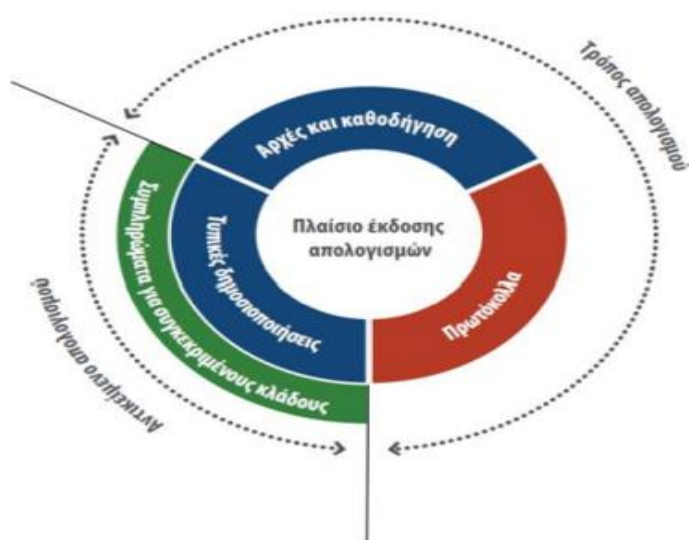 Τρόπος απολογισμού
Αρχές και καθοδήγηση
Πλαίσιο έκδοσης
απολογισμών
Τυπικές δημοσιοποιήσεις
Πρωτόκολλα
Συμπληρώματα για συγκεκριμένους κλάδους
Αντικείμενο απολογισμού